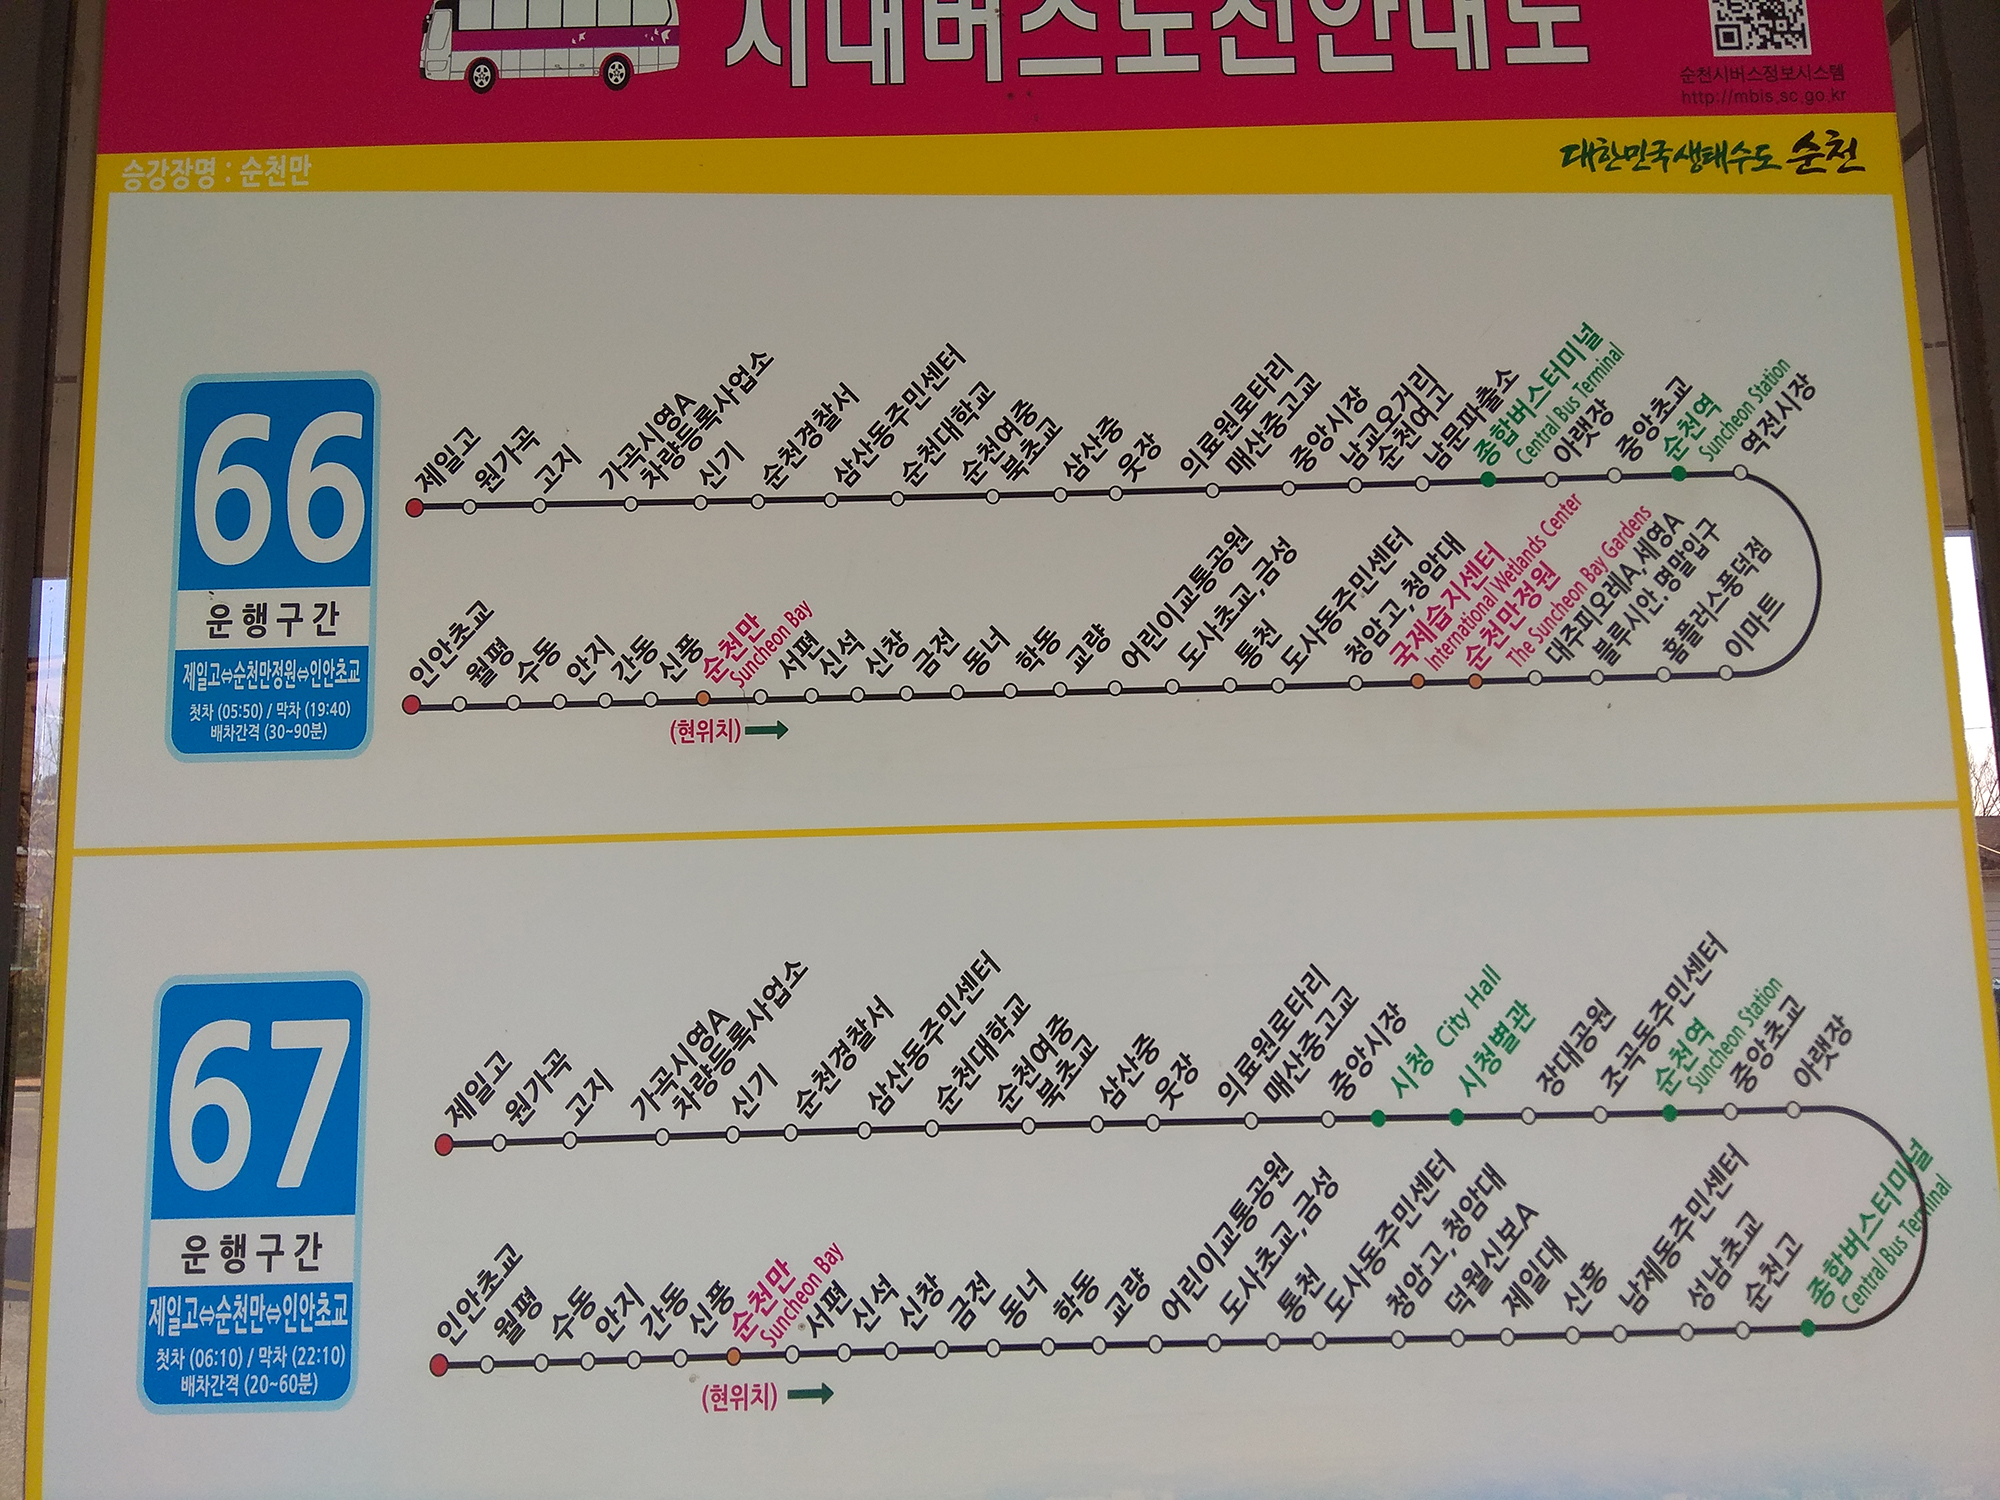 시내버스노선안내도
순천시버스정보시스템
http://mbis.sc.go.kr
승강장명 : 순천만
대한민국생태수도 순천
66
운행구간
제일고⇔순천만정원⇔인안초교
첫차 (05:50) / 막차 (19:40)
배차간격 (30~90분)
제일고
원가곡
고지
가곡시영A
차량등록사업소
신기
순천경찰서
삼산동주민센터
순천대학교
순천여중
북초교
삼산중
웃장
의료원로타리
매산중고교
중앙시장
남교오거리
순천여고
남문파출소
종합버스터미널
Central Bus Terminal
아랫장
중앙초교
순천역
Suncheon Station
역전시장
인안초교
월평
수동
안지
간동
신풍
순천만
Suncheon Bay
서편
신석
신창
금전
동너
학동
교량
어린이교통공원
도사초교,금성
통천
도사동주민센터
청암고,청암대
국제습지센터
International Wetlands Center
순천만정원
The Suncheon Bay Gardens
대주피오레A,세영A
블루시안.명말입구
홈플러스풍덕점
이마트
(현위치)
67
운행구간
제일고⇔순천만⇔인안초교
첫차 (06:10) / 막차 (22:10)
배차간격 (20~60분)
제일고
원가곡
고지
가곡시영A
차량등록사업소
신기
순천경찰서
삼산동주민센터
순천대학교
순천여중
북초교
삼산중
웃장
의료원로타리
매산중고교
중앙시장
시청 City Hall
시청별관
장대공원
조곡동주민센터
순천역
Suncheon Station
중앙초교
아랫장
인안초교
월평
수동
안지
간동
신풍
순천만
Suncheon Bay
서편
신석
신창
금전
동너
학동
교량
어린이교통공원
도사초교,금성
통천
도사동주민센터
청암고,청암대
덕월신보A
제일대
신흥
남제동주민센터
성남초교
순천고
종합버스터미널
Central Bus Terminal
(현위치)